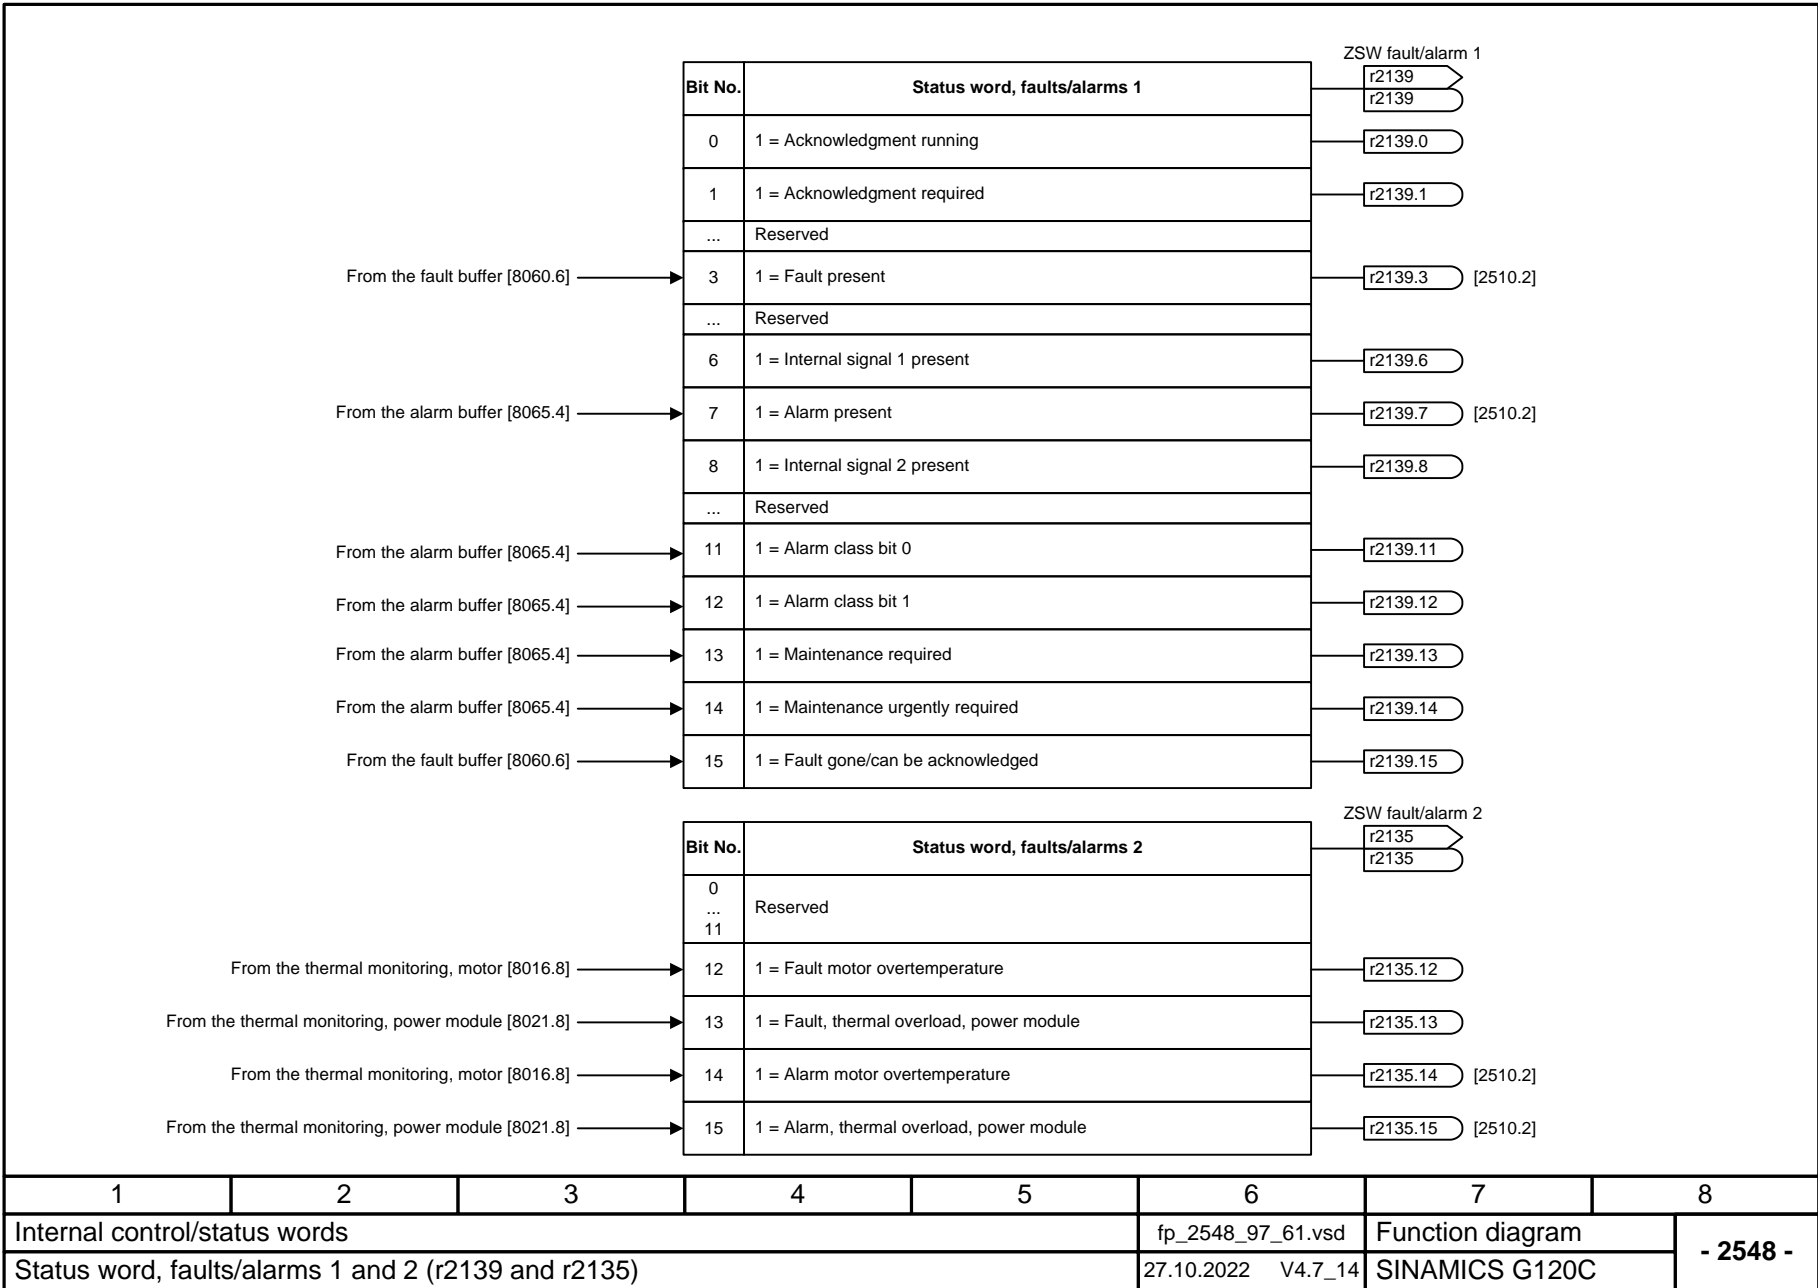 ZSW fault/alarm 1
Bit No. Status word, faults/alarms 1 r2139
r2139
0 1 = Acknowledgment running r2139.0
1 1 = Acknowledgment required r2139.1
... Reserved
From the fault buffer [8060.6] 3 1 = Fault present r2139.3 [2510.2]
... Reserved
6 1 = Internal signal 1 present r2139.6
From the alarm buffer [8065.4] 7 1 = Alarm present r2139.7 [2510.2]
8 1 = Internal signal 2 present r2139.8
... Reserved
From the alarm buffer [8065.4] 11 1 = Alarm class bit 0 r2139.11
From the alarm buffer [8065.4] 12 1 = Alarm class bit 1 r2139.12
From the alarm buffer [8065.4] 13 1 = Maintenance required r2139.13
From the alarm buffer [8065.4] 14 1 = Maintenance urgently required r2139.14
From the fault buffer [8060.6] 15 1 = Fault gone/can be acknowledged r2139.15
ZSW fault/alarm 2
Bit No. Status word, faults/alarms 2 r2135
r2135
0
... Reserved
11
From the thermal monitoring, motor [8016.8] 12 1 = Fault motor overtemperature r2135.12
From the thermal monitoring, power module [8021.8] 13 1 = Fault, thermal overload, power module r2135.13
From the thermal monitoring, motor [8016.8] 14 1 = Alarm motor overtemperature r2135.14 [2510.2]
From the thermal monitoring, power module [8021.8] 15 1 = Alarm, thermal overload, power module r2135.15 [2510.2]
1 2 3 4 5 6 7 8
Internal control/status words fp_2548_97_61.vsd Function diagram - 2548 -
Status word, faults/alarms 1 and 2 (r2139 and r2135) 27.10.2022 V4.7_14 SINAMICS G120C